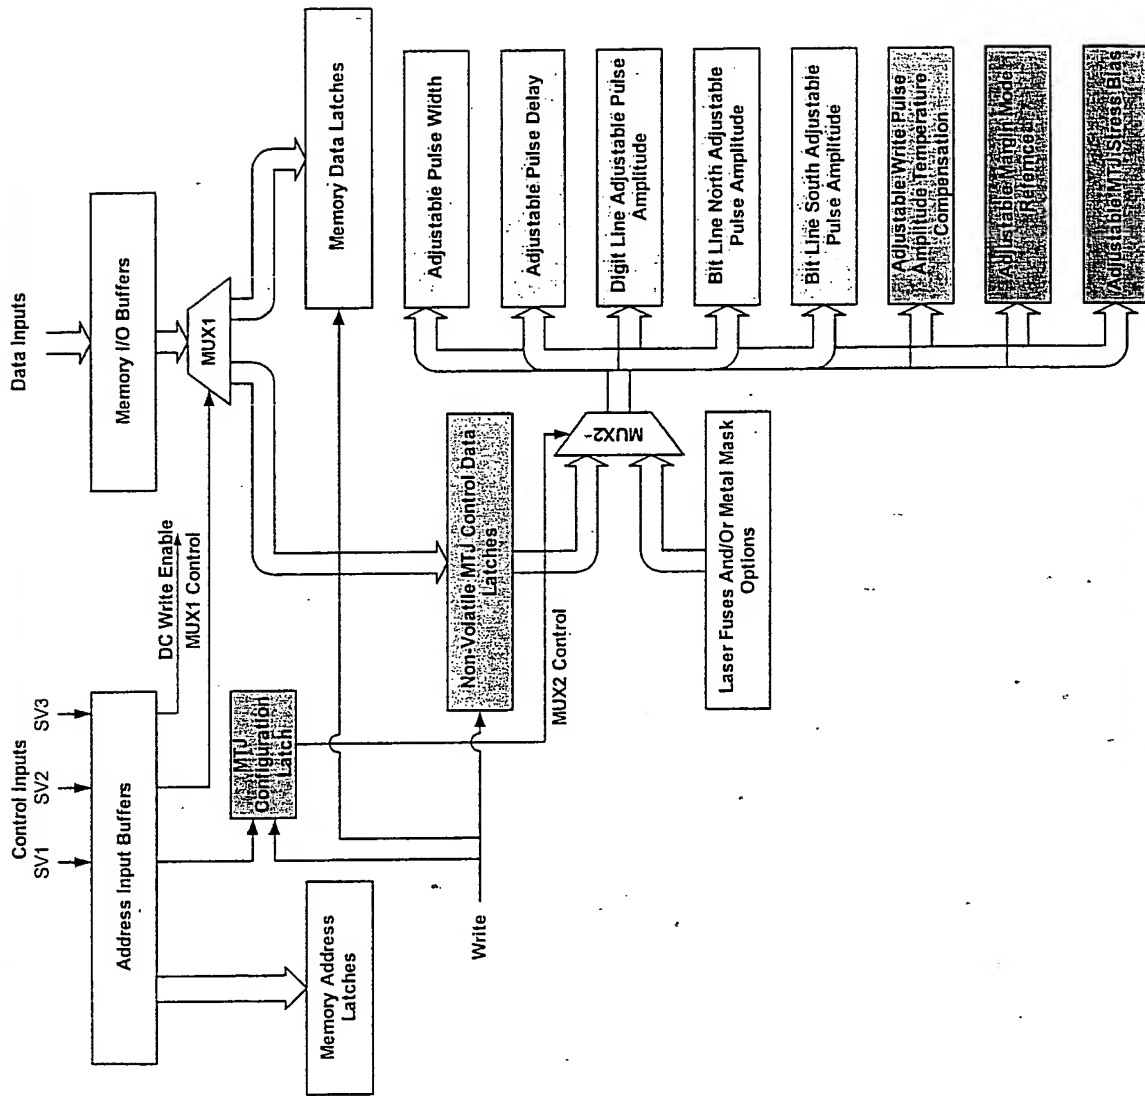 Control Inputs
SV1
SV2
SV3
Address Input Buffers
DC Write Enable
MUX1 Control
Data Inputs
Memory I/O Buffers
MUX1
Memory Address
Latches
MTJ
Configuration
Latch
Memory Data Latches
Write
Non-Volatile MTJ Control Data
Latches
MUX2 Control
MUX2
Laser Fuses And/Or Metal Mask
Options
Adjustable Pulse Width
Adjustable Pulse Delay
Digit Line Adjustable Pulse
Amplitude
Bit Line North Adjustable
Pulse Amplitude
Bit Line South Adjustable
Pulse Amplitude
Adjustable Write Pulse
Amplitude Temperature
Compensation
Adjustable Margin Mode
Refernce
Adjustable MTJ Stress Bias